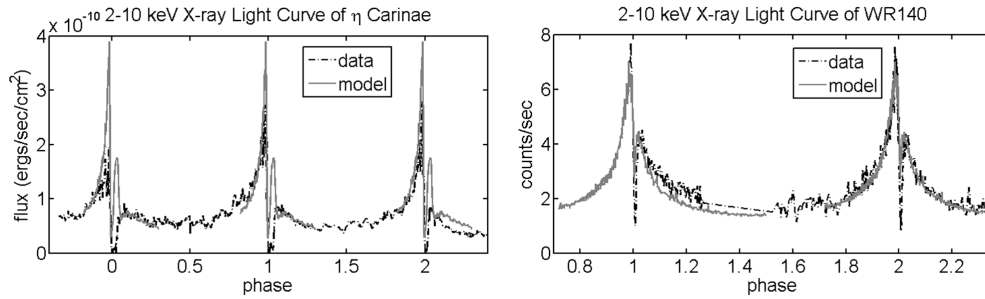 4 x 10⁻¹⁰ 2-10 keV X-ray Light Curve of η Carinae
data
model
flux (ergs/sec/cm²)
3
2
1
0
0 0.5 1 1.5 2
phase
2-10 keV X-ray Light Curve of WR140
data
model
counts/sec
8
6
4
2
0
0.8 1 1.2 1.4 1.6 1.8 2 2.2
phase